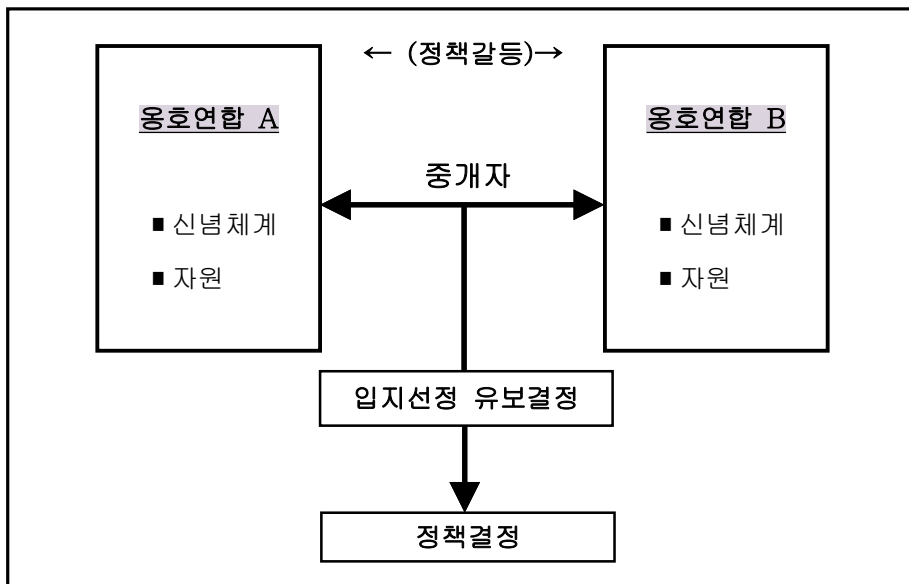 ← (정책갈등)→
옹호연합 A
■ 신념체계
■ 자원
중개자
옹호연합 B
■ 신념체계
■ 자원
입지선정 유보결정
정책결정